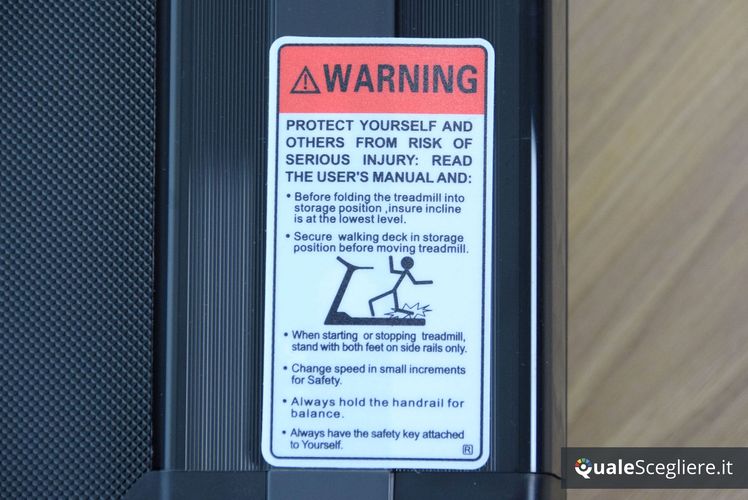 ⚠WARNING
PROTECT YOURSELF AND
OTHERS FROM RISK OF
SERIOUS INJURY: READ
THE USER'S MANUAL AND:
• Before folding the treadmill into
storage position ,insure incline
is at the lowest level.
• Secure walking deck in storage
position before moving treadmill.
• When starting or stopping treadmill,
stand with both feet on side rails only.
• Change speed in small increments
for Safety.
• Always hold the handrail for
balance.
• Always have the safety key attached
to Yourself.
R
QualeScegliere.it